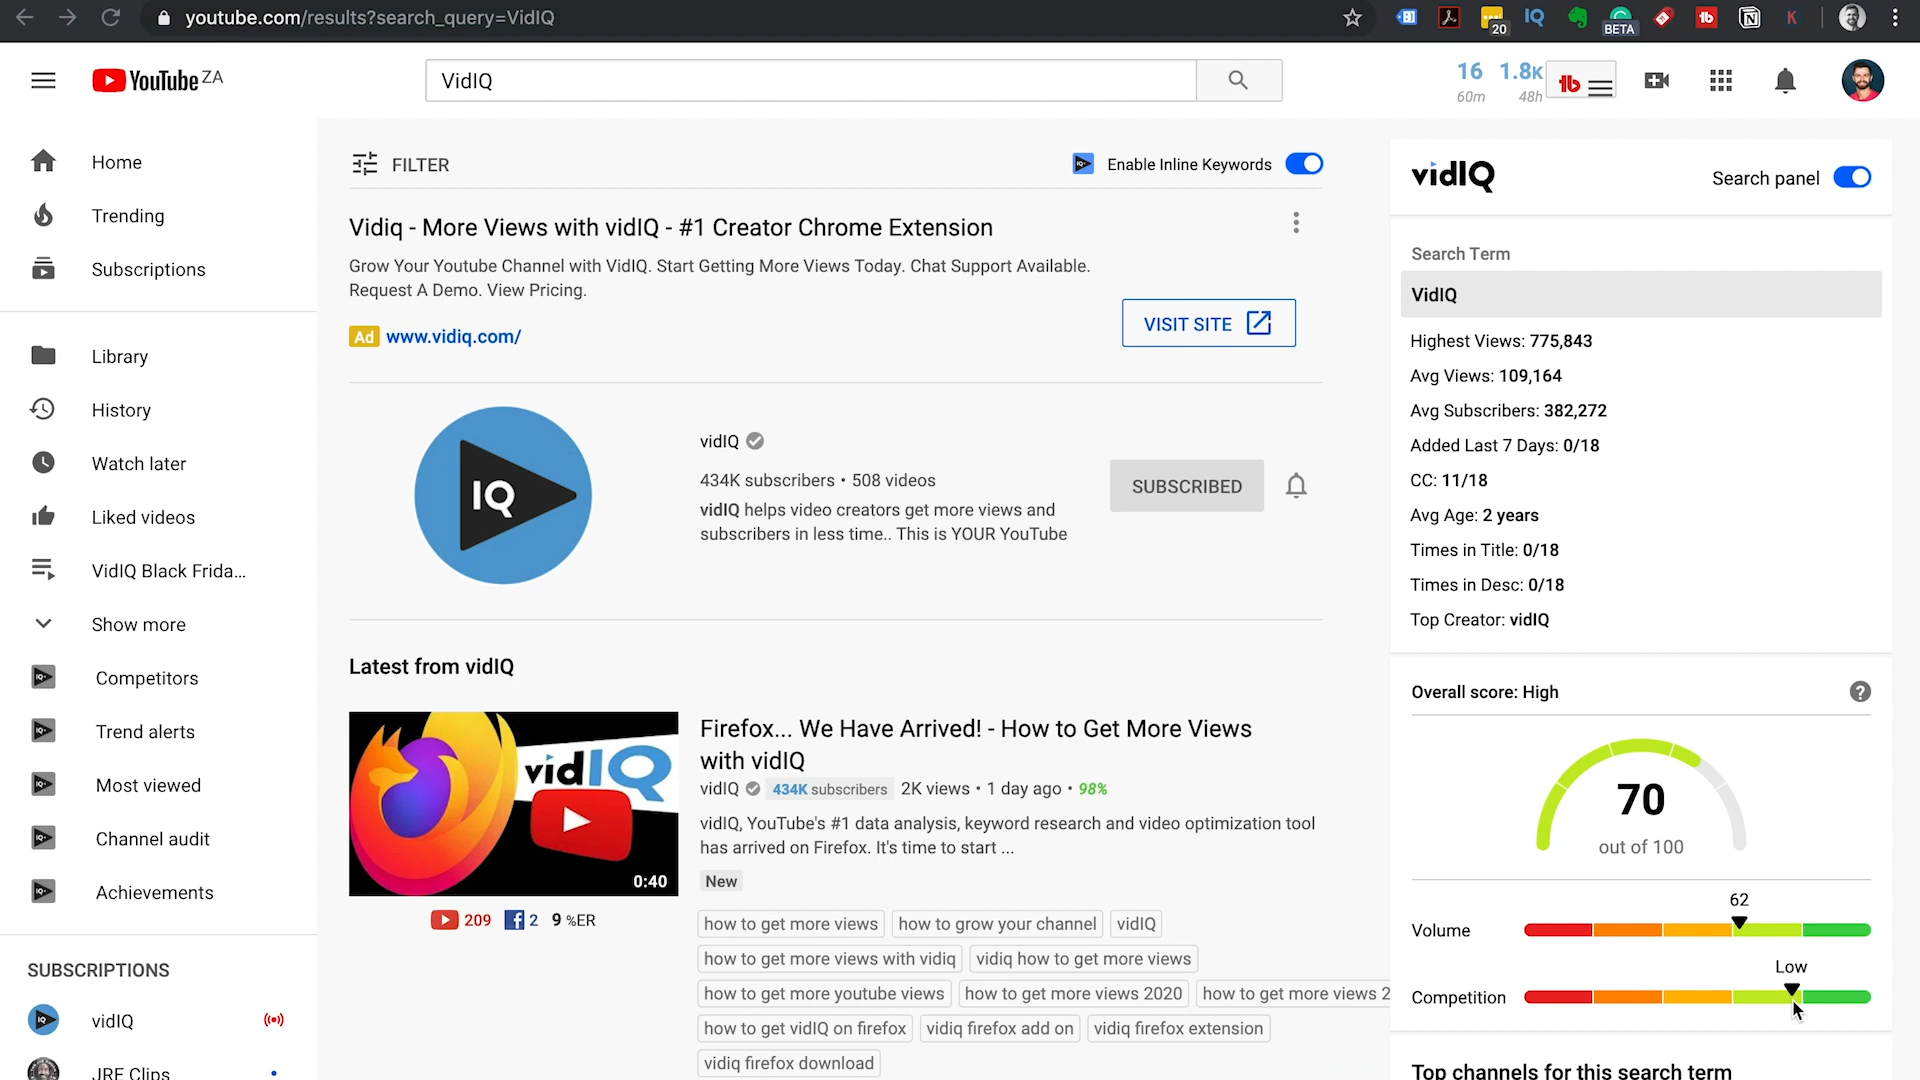 youtube.com/results?search_query=VidIQ
20
IQ
BETA
tb
N
K
YouTube ZA
VidIQ
16 60m
1.8K 48h
tb
Home
Trending
Subscriptions
Library
History
Watch later
Liked videos
VidIQ Black Frida...
Show more
Competitors
Trend alerts
Most viewed
Channel audit
Achievements
SUBSCRIPTIONS
vidIQ
JRE Clips
FILTER
Enable Inline Keywords
Vidiq - More Views with vidIQ - #1 Creator Chrome Extension
Grow Your Youtube Channel with VidIQ. Start Getting More Views Today. Chat Support Available.
Request A Demo. View Pricing.
Ad www.vidiq.com/
VISIT SITE
IQ
vidIQ
434K subscribers • 508 videos
vidIQ helps video creators get more views and
subscribers in less time.. This is YOUR YouTube
SUBSCRIBED
Latest from vidIQ
vidIQ
0:40
209 2 9 %ER
Firefox... We Have Arrived! - How to Get More Views
with vidIQ
vidIQ 434K subscribers 2K views • 1 day ago • 98%
vidIQ, YouTube's #1 data analysis, keyword research and video optimization tool
has arrived on Firefox. It's time to start ...
New
how to get more views how to grow your channel vidIQ
how to get more views with vidiq vidiq how to get more views
how to get more youtube views how to get more views 2020 how to get more views 2
how to get vidIQ on firefox vidiq firefox add on vidiq firefox extension
vidiq firefox download
vidIQ
Search panel
Search Term
VidIQ
Highest Views: 775,843
Avg Views: 109,164
Avg Subscribers: 382,272
Added Last 7 Days: 0/18
CC: 11/18
Avg Age: 2 years
Times in Title: 0/18
Times in Desc: 0/18
Top Creator: vidIQ
Overall score: High
?
70
out of 100
62
Volume
Low
Competition
Top channels for this search term